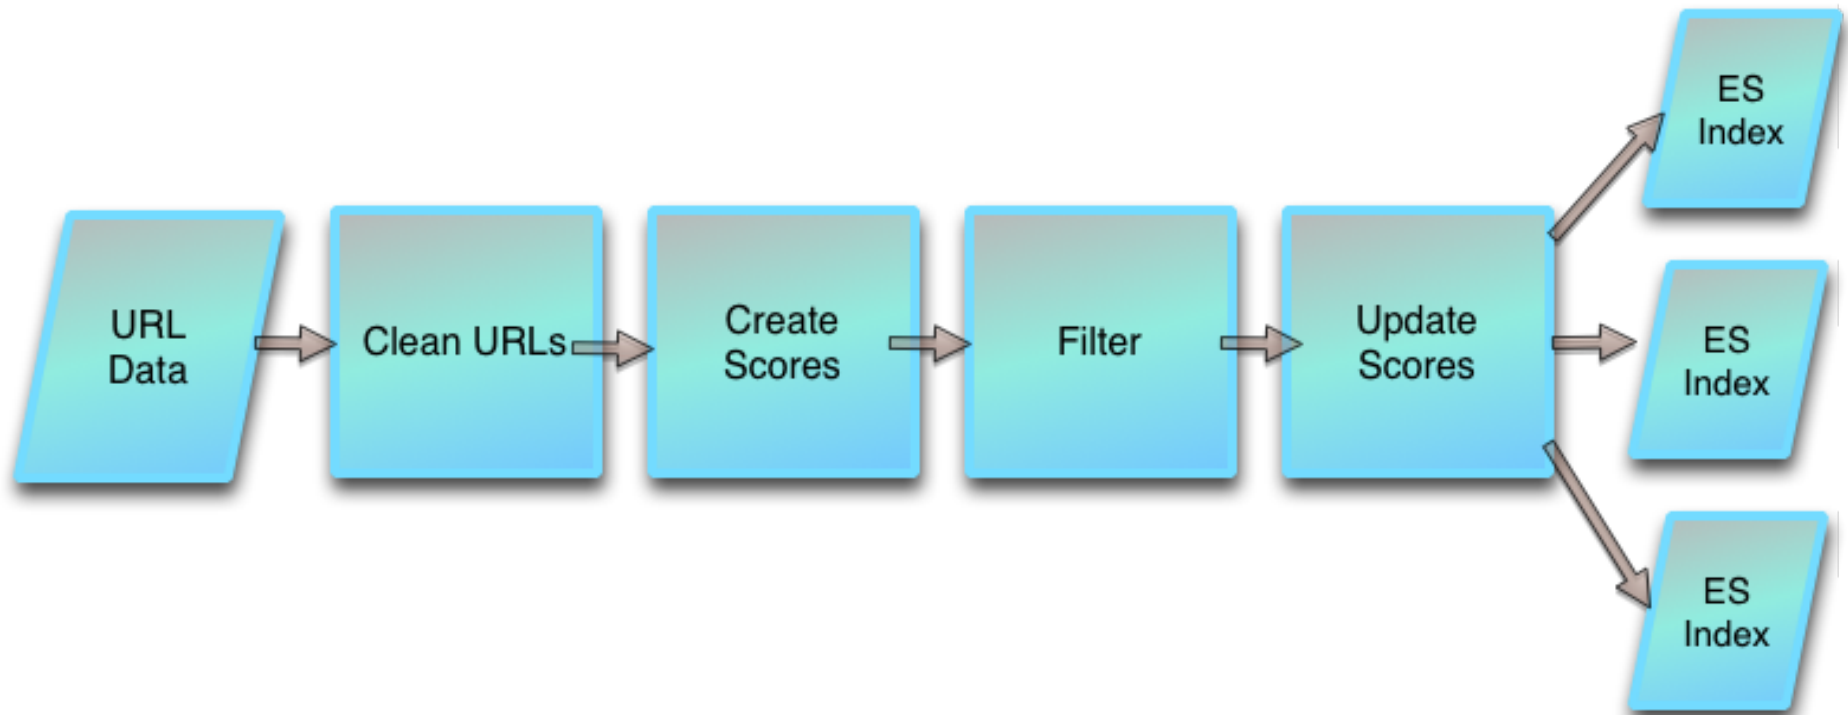 URL
Data
Clean URLs
Create
Scores
Filter
Update
Scores
ES
Index
ES
Index
ES
Index